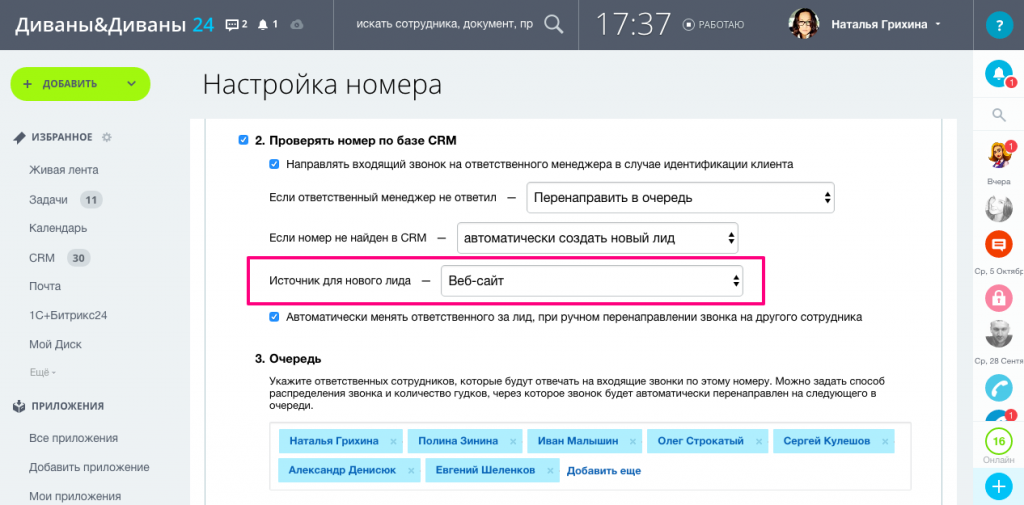 Диваны&Диваны 24 2 1 искать сотрудника, документ, пр 17:37 РАБОТАЮ Наталья Грихина ?
+ ДОБАВИТЬ
Настройка номера
1
ИЗБРАННОЕ
Живая лента
Задачи 11
Календарь
CRM 30
Почта
1С+Битрикс24
Мой Диск
Ещё
ПРИЛОЖЕНИЯ
Все приложения
Добавить приложение
Мои приложения
2. Проверять номер по базе CRM
Направлять входящий звонок на ответственного менеджера в случае идентификации клиента
Если ответственный менеджер не ответил — Перенаправить в очередь
Если номер не найден в CRM — автоматически создать новый лид
Источник для нового лида — Веб-сайт
Автоматически менять ответственного за лид, при ручном перенаправлении звонка на другого сотрудника
3. Очередь
Укажите ответственных сотрудников, которые будут отвечать на входящие звонки по этому номеру. Можно задать способ
распределения звонка и количество гудков, через которое звонок будет автоматически перенаправлен на следующего в
очереди.
Наталья Грихина × Полина Зинина × Иван Малышин × Олег Строкатый × Сергей Кулешов ×
Александр Денисюк × Евгений Шеленков × Добавить еще
1
Вчера
Ср, 5 Октябр
Ср, 28 Сентя
1
16
Онлайн
+